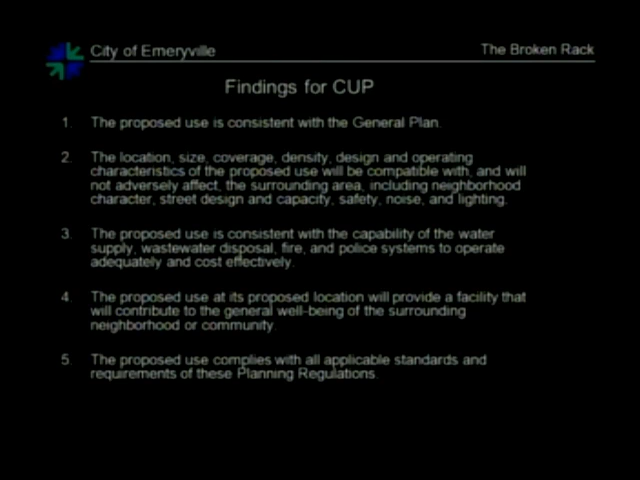 City of Emeryville
The Broken Rack
Findings for CUP
1. The proposed use is consistent with the General Plan.
2. The location, size, coverage, density, design and operating
characteristics of the proposed use will be compatible with, and will
not adversely affect, the surrounding area, including neighborhood
character, street design and capacity, safety, noise, and lighting.
3. The proposed use is consistent with the capability of the water
supply, wastewater disposal, fire, and police systems to operate
adequately and cost effectively.
4. The proposed use at its proposed location will provide a facility that
will contribute to the general well-being of the surrounding
neighborhood or community.
5. The proposed use complies with all applicable standards and
requirements of these Planning Regulations.